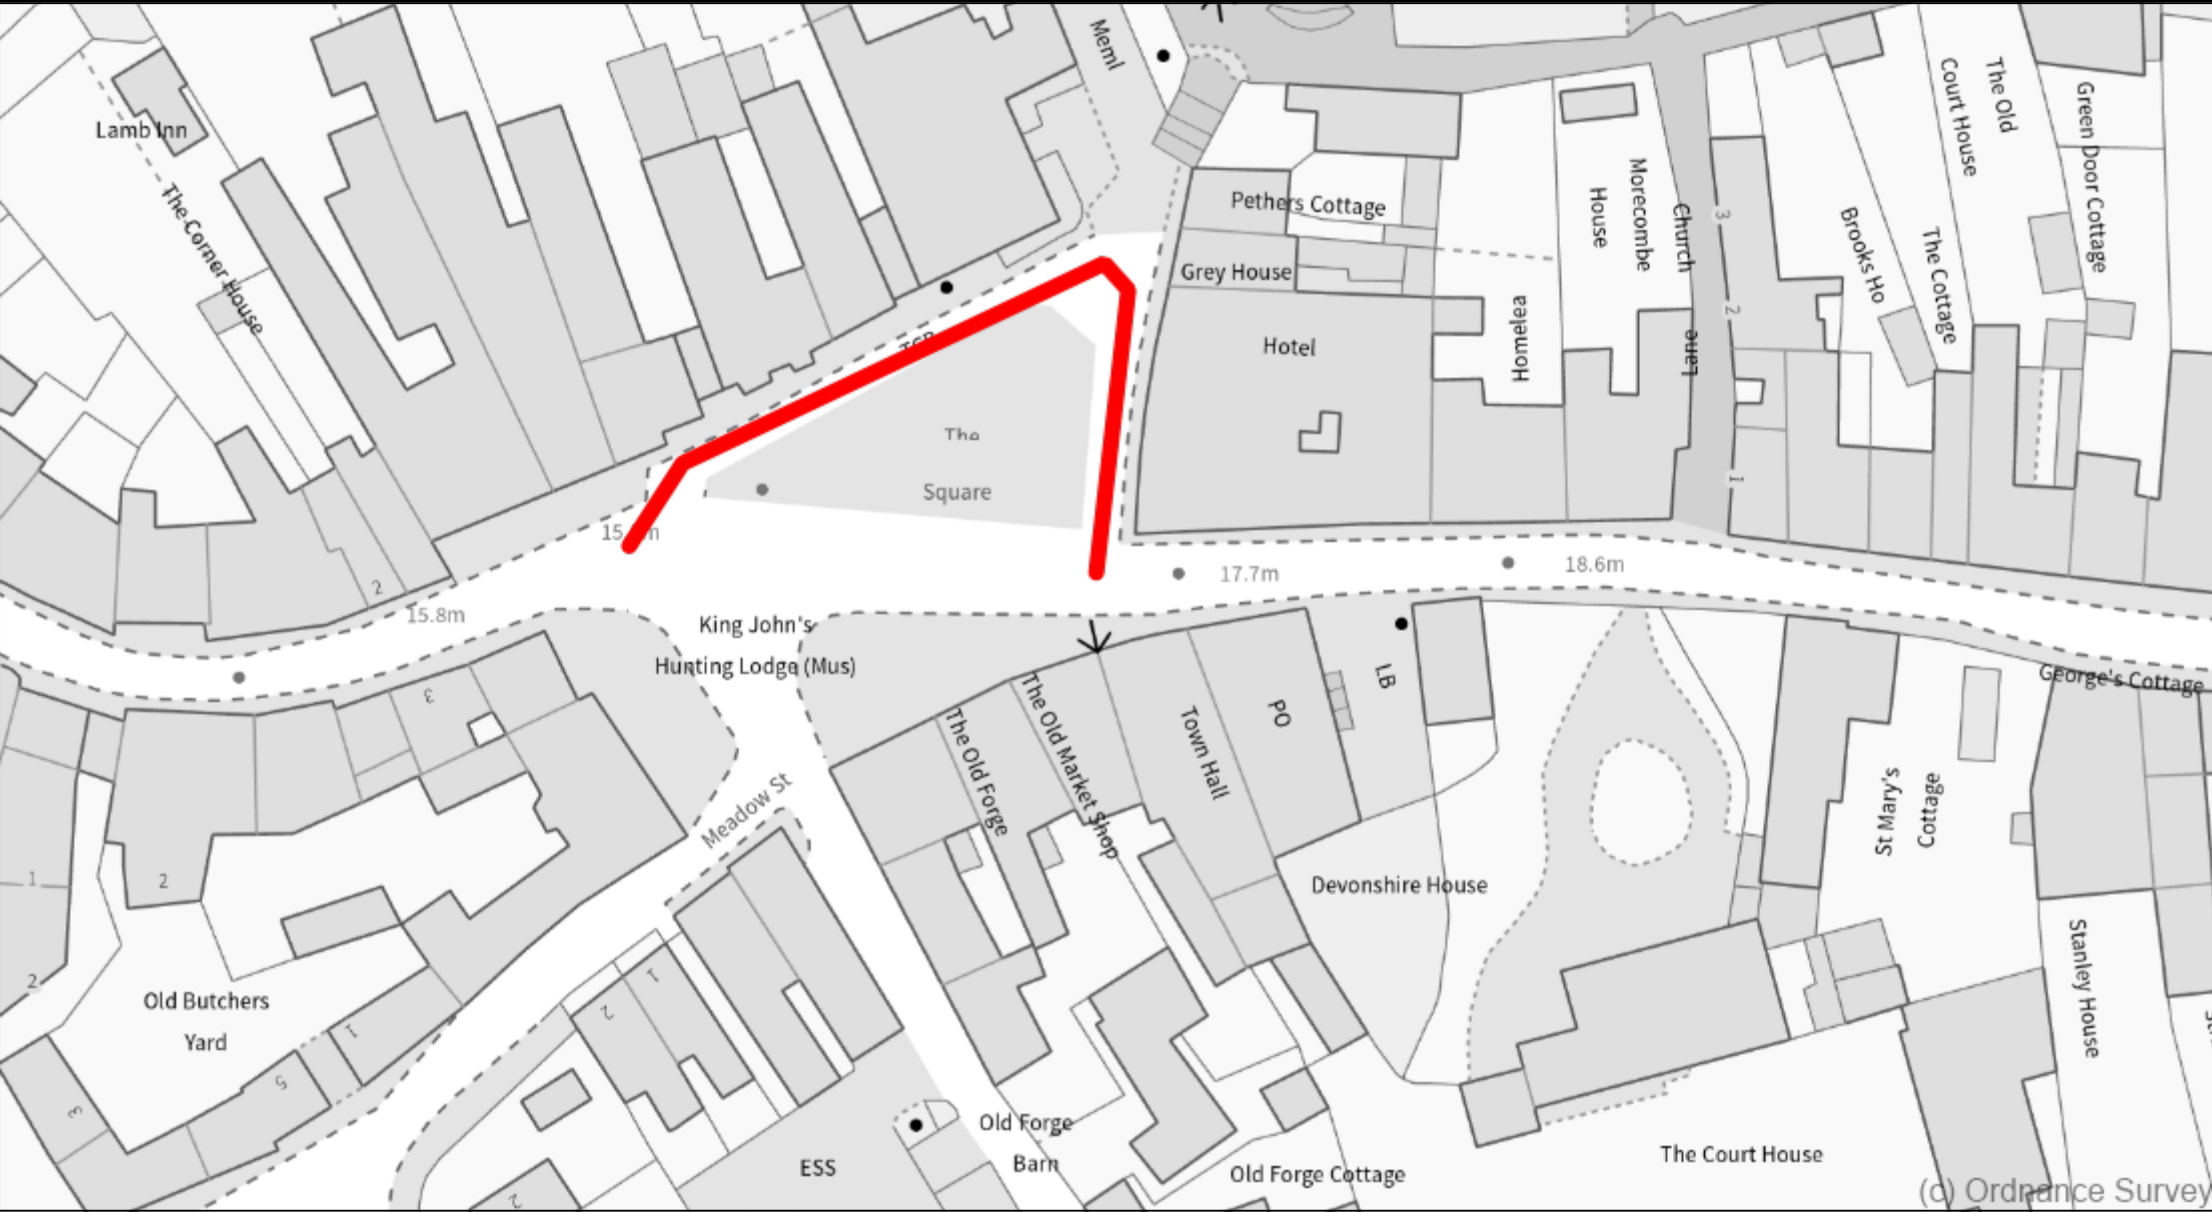 Meml
Lamb Inn
The Corner House
Pethers Cottage
Grey House
Hotel
Homelea
House
Morecombe
Church
Lane
3
2
1
Brooks Ho
The Cottage
Court House
The Old
Green Door Cottage
The
Square
2
15.8m
17.7m
18.6m
King John's
Hunting Lodge (Mus)
Meadow St
3
The Old Forge
The Old Market Shop
Town Hall
PO
LB
George's Cottage
St Mary's
Cottage
Devonshire House
1
2
2
Old Butchers
Yard
1
5
3
1
2
2
ESS
Old Forge
Barn
Old Forge Cottage
The Court House
Stanley House
(c) Ordnance Survey